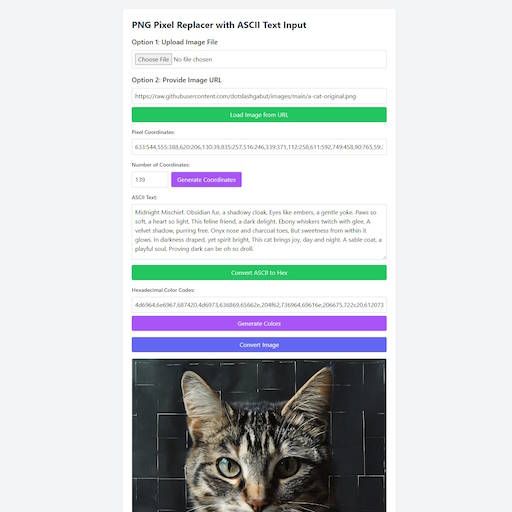 PNG Pixel Replacer with ASCII Text Input
Option 1: Upload Image File
Choose File No file chosen
Option 2: Provide Image URL
https://raw.githubusercontent.com/dotslashgabut/images/main/a-cat-original.png
Load Image from URL
Pixel Coordinates:
633:544,555:388,620:206,130:39,835:257,516:246,339:371,112:258,611:592,749:458,90:765,59:
Number of Coordinates:
139
Generate Coordinates
ASCII Text:
Midnight Mischief. Obsidian fur, a shadowy cloak, Eyes like embers, a gentle yoke. Paws so
soft, a heart so light, This feline friend, a dark delight. Ebony whiskers twitch with glee, A
velvet shadow, purring free. Onyx nose and charcoal toes, But sweetness from within it
glows. In darkness draped, yet spirit bright, This cat brings joy, day and night. A sable coat, a
playful soul, Proving dark can be oh so droll.
Convert ASCII to Hex
Hexadecimal Color Codes:
4d6964,6e6967,687420,4d6973,636869,65662e,204f62,736964,69616e,206675,722c20,612073
Generate Colors
Convert Image